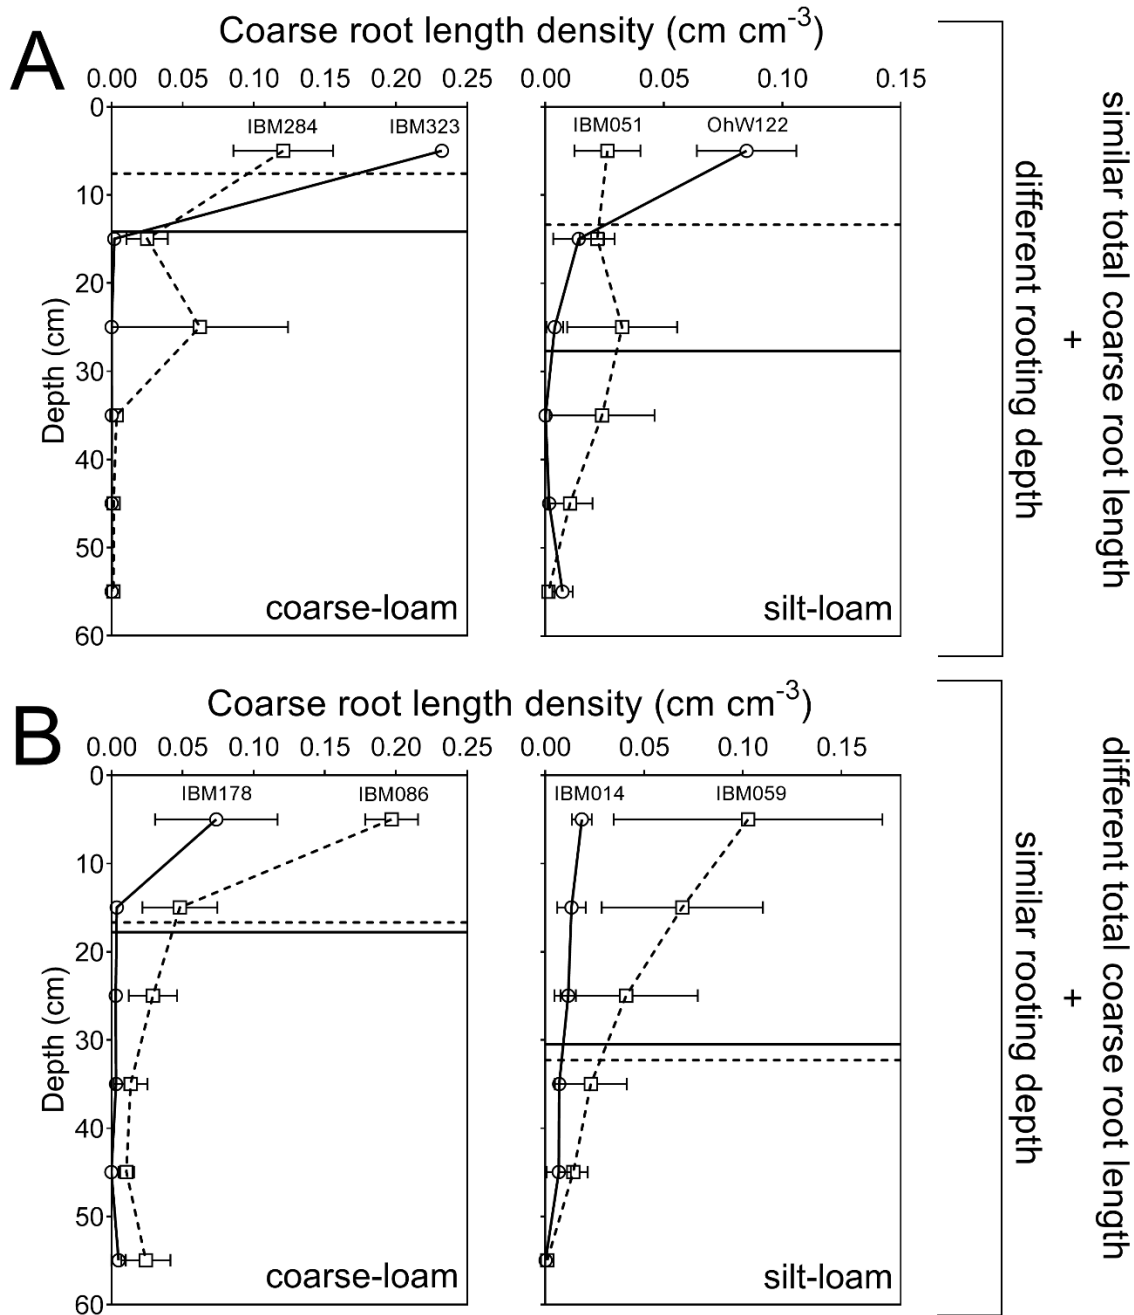 A
Coarse root length density (cm cm-3)
0.00 0.05 0.10 0.15 0.20 0.25
0.00 0.05 0.10 0.15
IBM284 IBM323
IBM051 OhW122
0
10
20
30
40
50
60
Depth (cm)
coarse-loam
silt-loam
similar total coarse root length
+
different rooting depth
B
Coarse root length density (cm cm-3)
0.00 0.05 0.10 0.15 0.20 0.25
0.00 0.05 0.10 0.15
IBM178 IBM086
IBM014 IBM059
0
10
20
30
40
50
60
Depth (cm)
coarse-loam
silt-loam
different total coarse root length
+
similar rooting depth